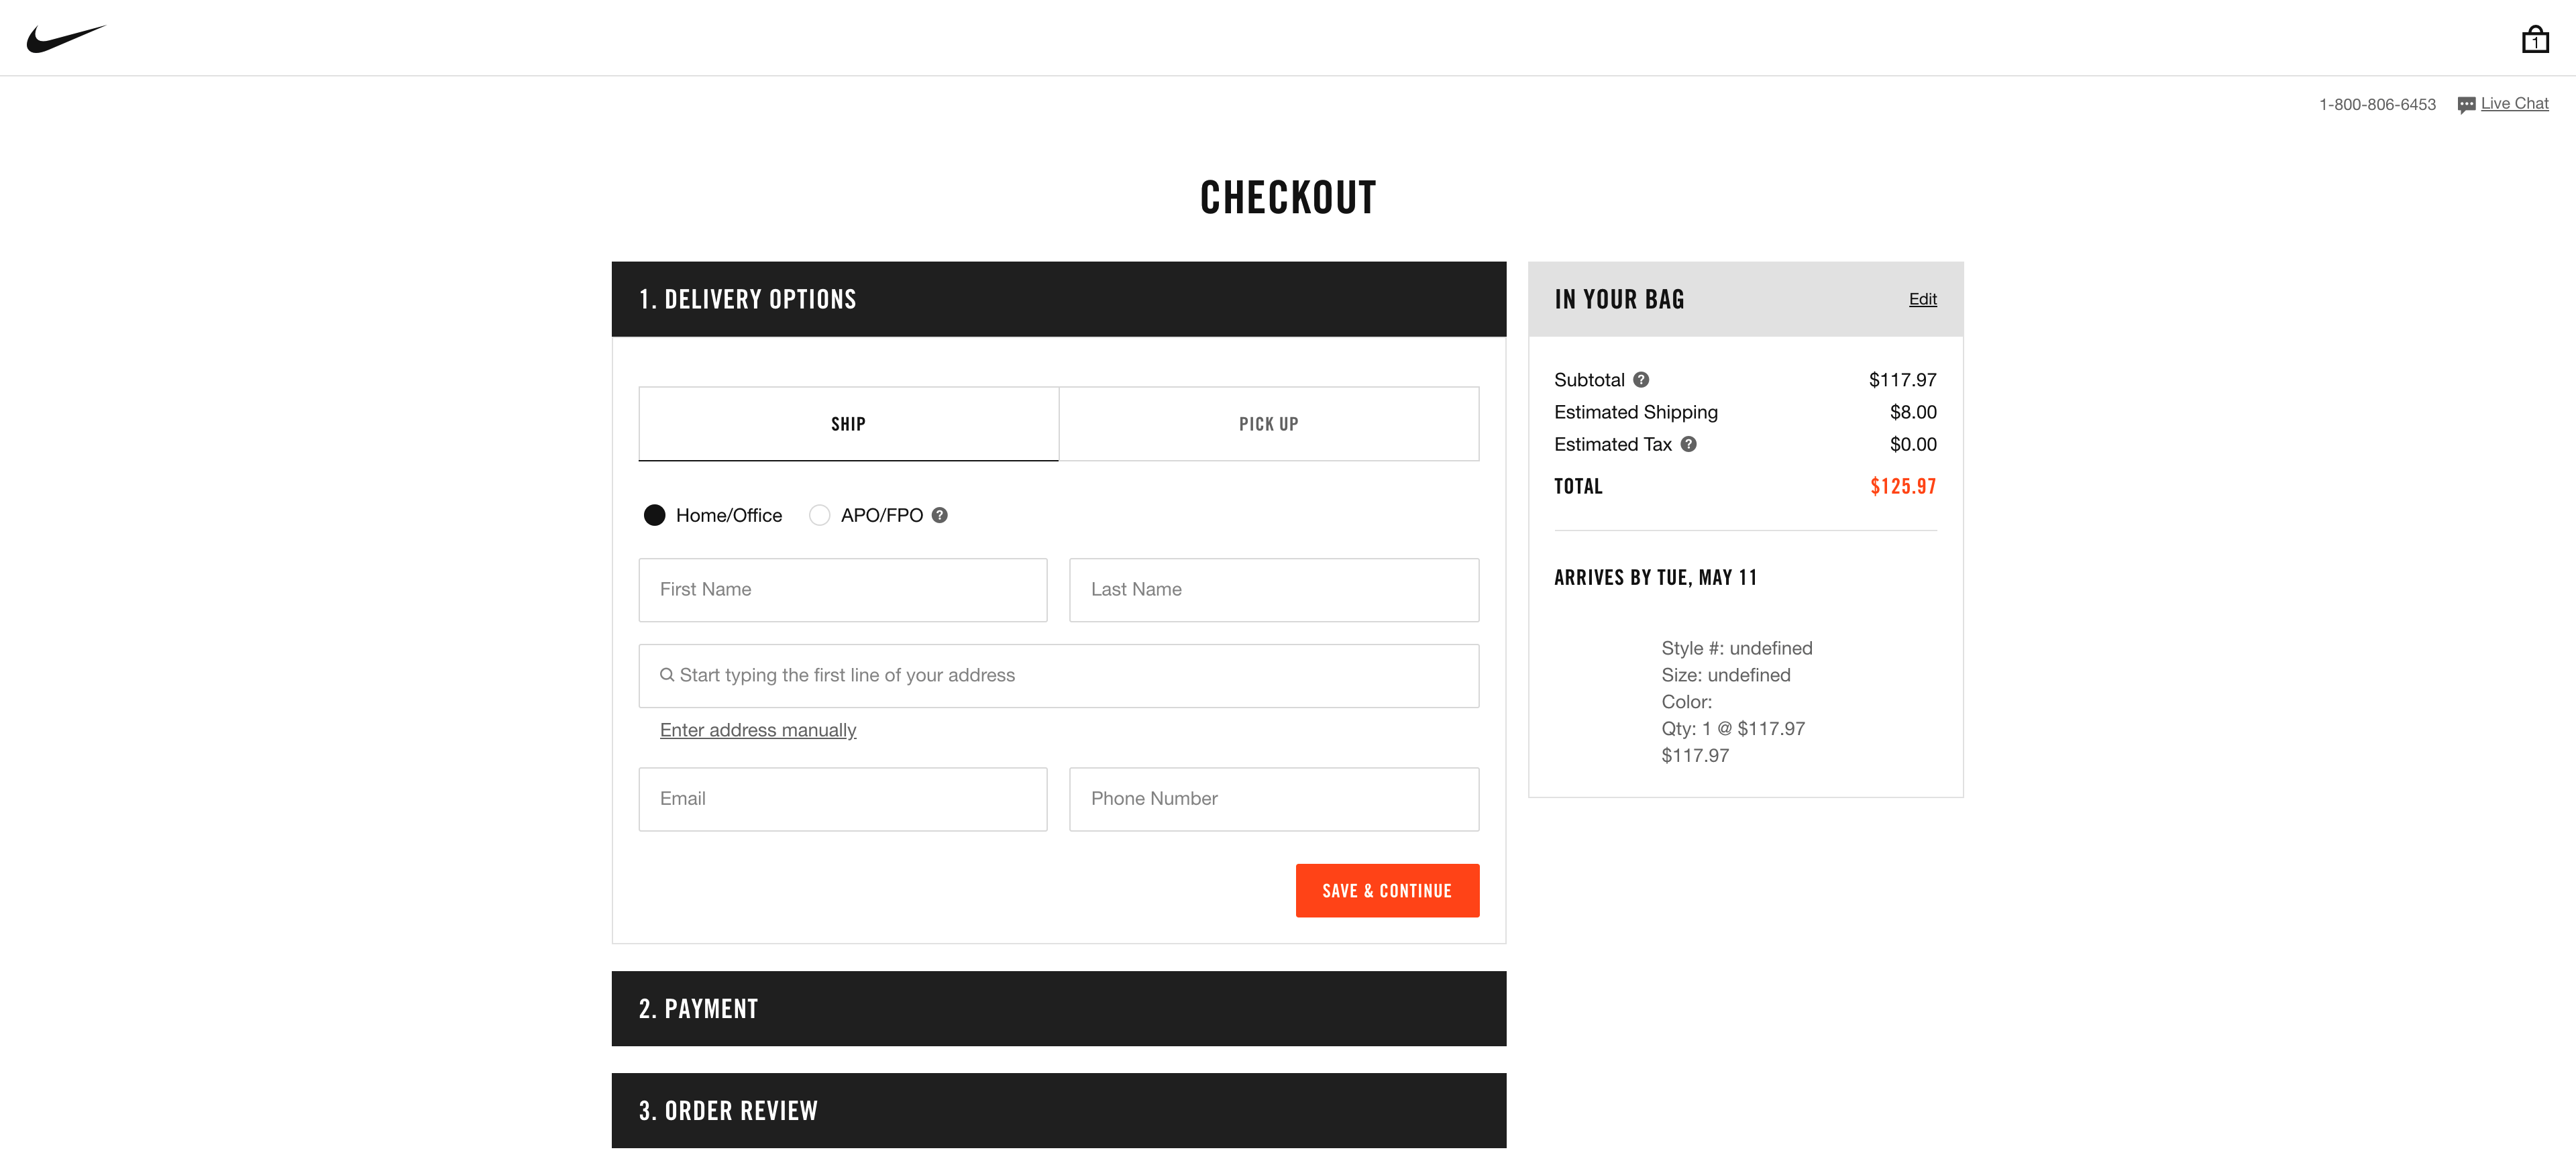 1
1-800-806-6453 Live Chat
CHECKOUT
1. DELIVERY OPTIONS
SHIP
PICK UP
Home/Office
APO/FPO ?
First Name
Last Name
Start typing the first line of your address
Enter address manually
Email
Phone Number
SAVE & CONTINUE
2. PAYMENT
3. ORDER REVIEW
IN YOUR BAG
Edit
Subtotal ? $117.97
Estimated Shipping $8.00
Estimated Tax ? $0.00
TOTAL $125.97
ARRIVES BY TUE, MAY 11
Style #: undefined
Size: undefined
Color:
Qty: 1 @ $117.97
$117.97